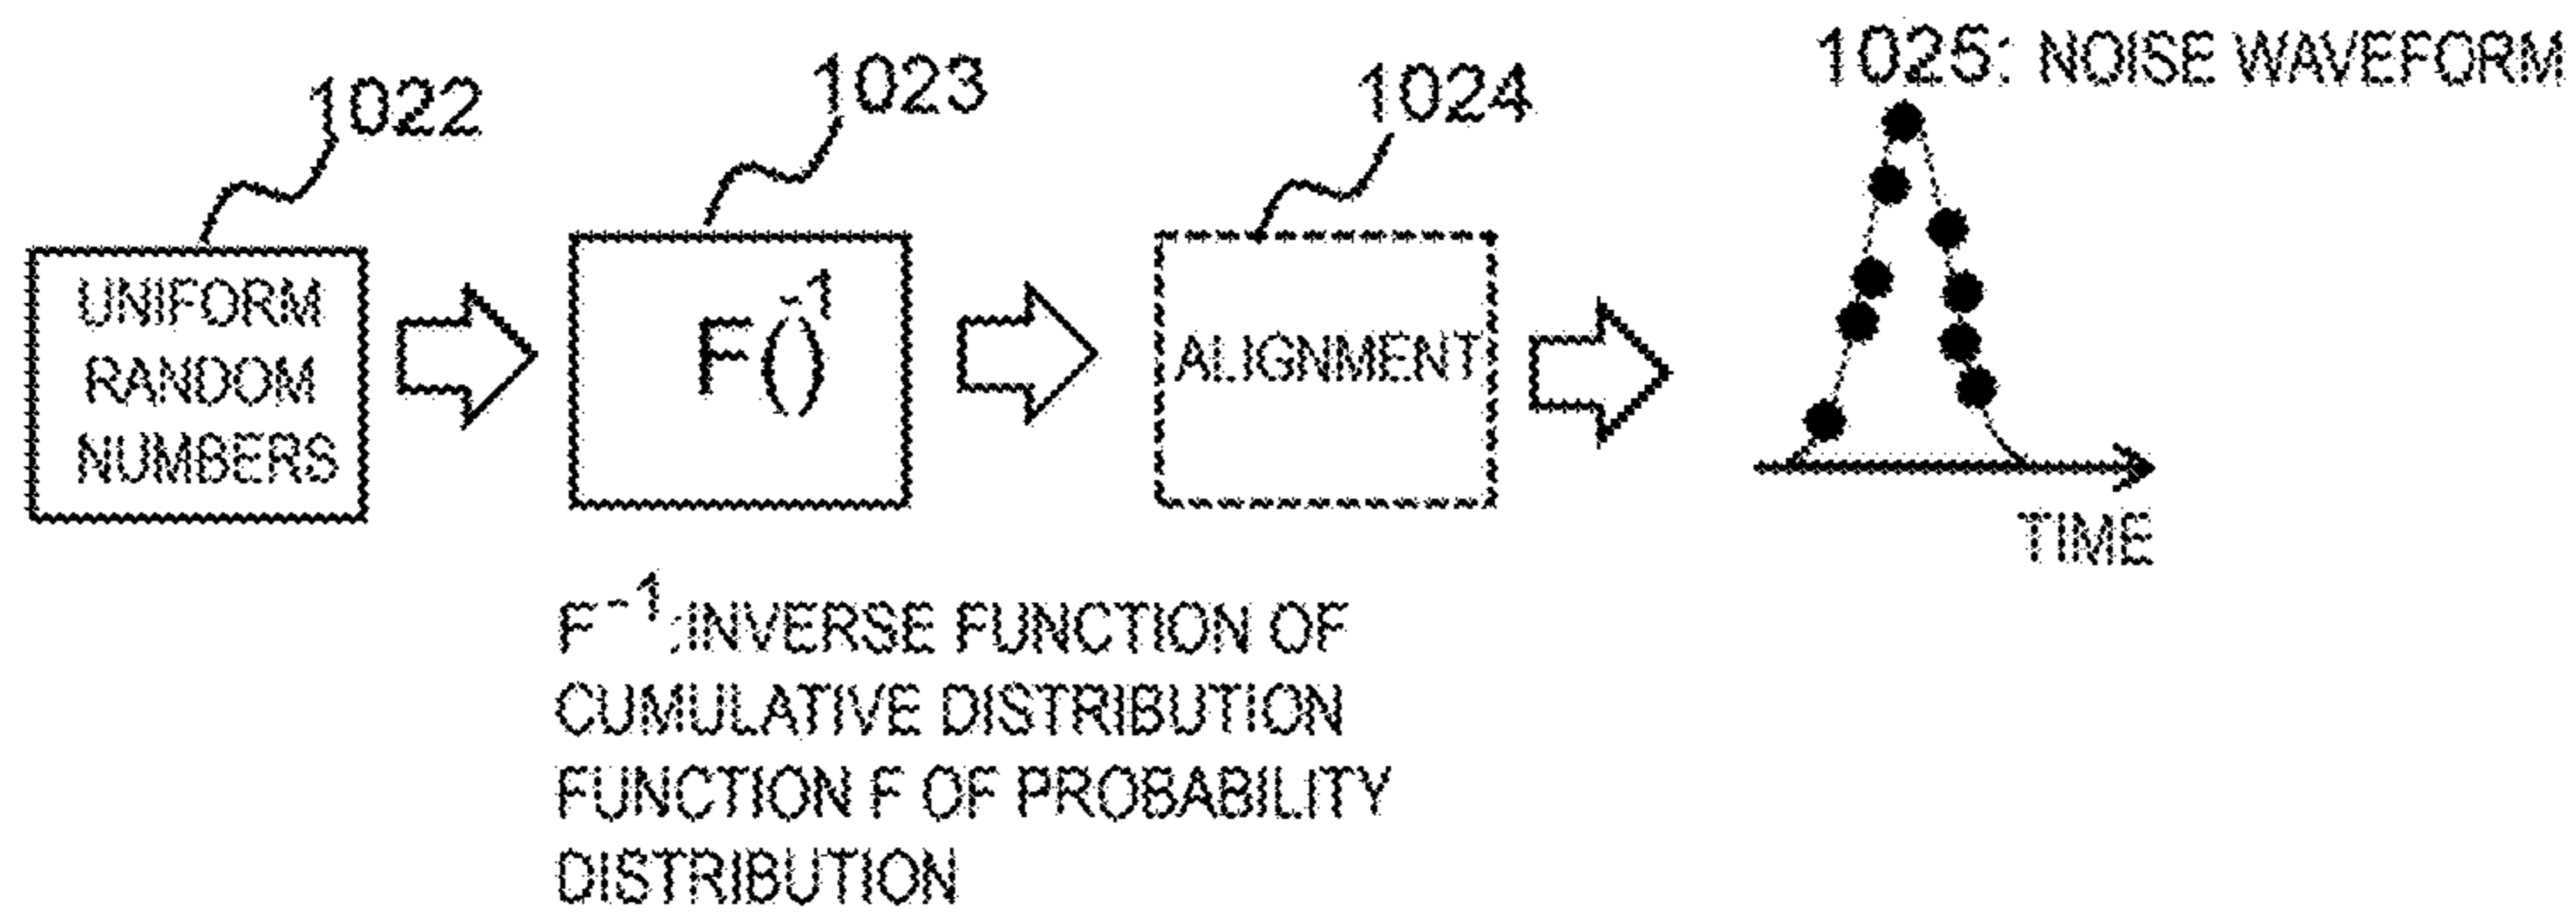 1022
1023
1024
1025: NOISE WAVEFORM
UNIFORM
RANDOM
NUMBERS
F()⁻¹
ALIGNMENT
TIME
F⁻¹:INVERSE FUNCTION OF
CUMULATIVE DISTRIBUTION
FUNCTION F OF PROBABILITY
DISTRIBUTION